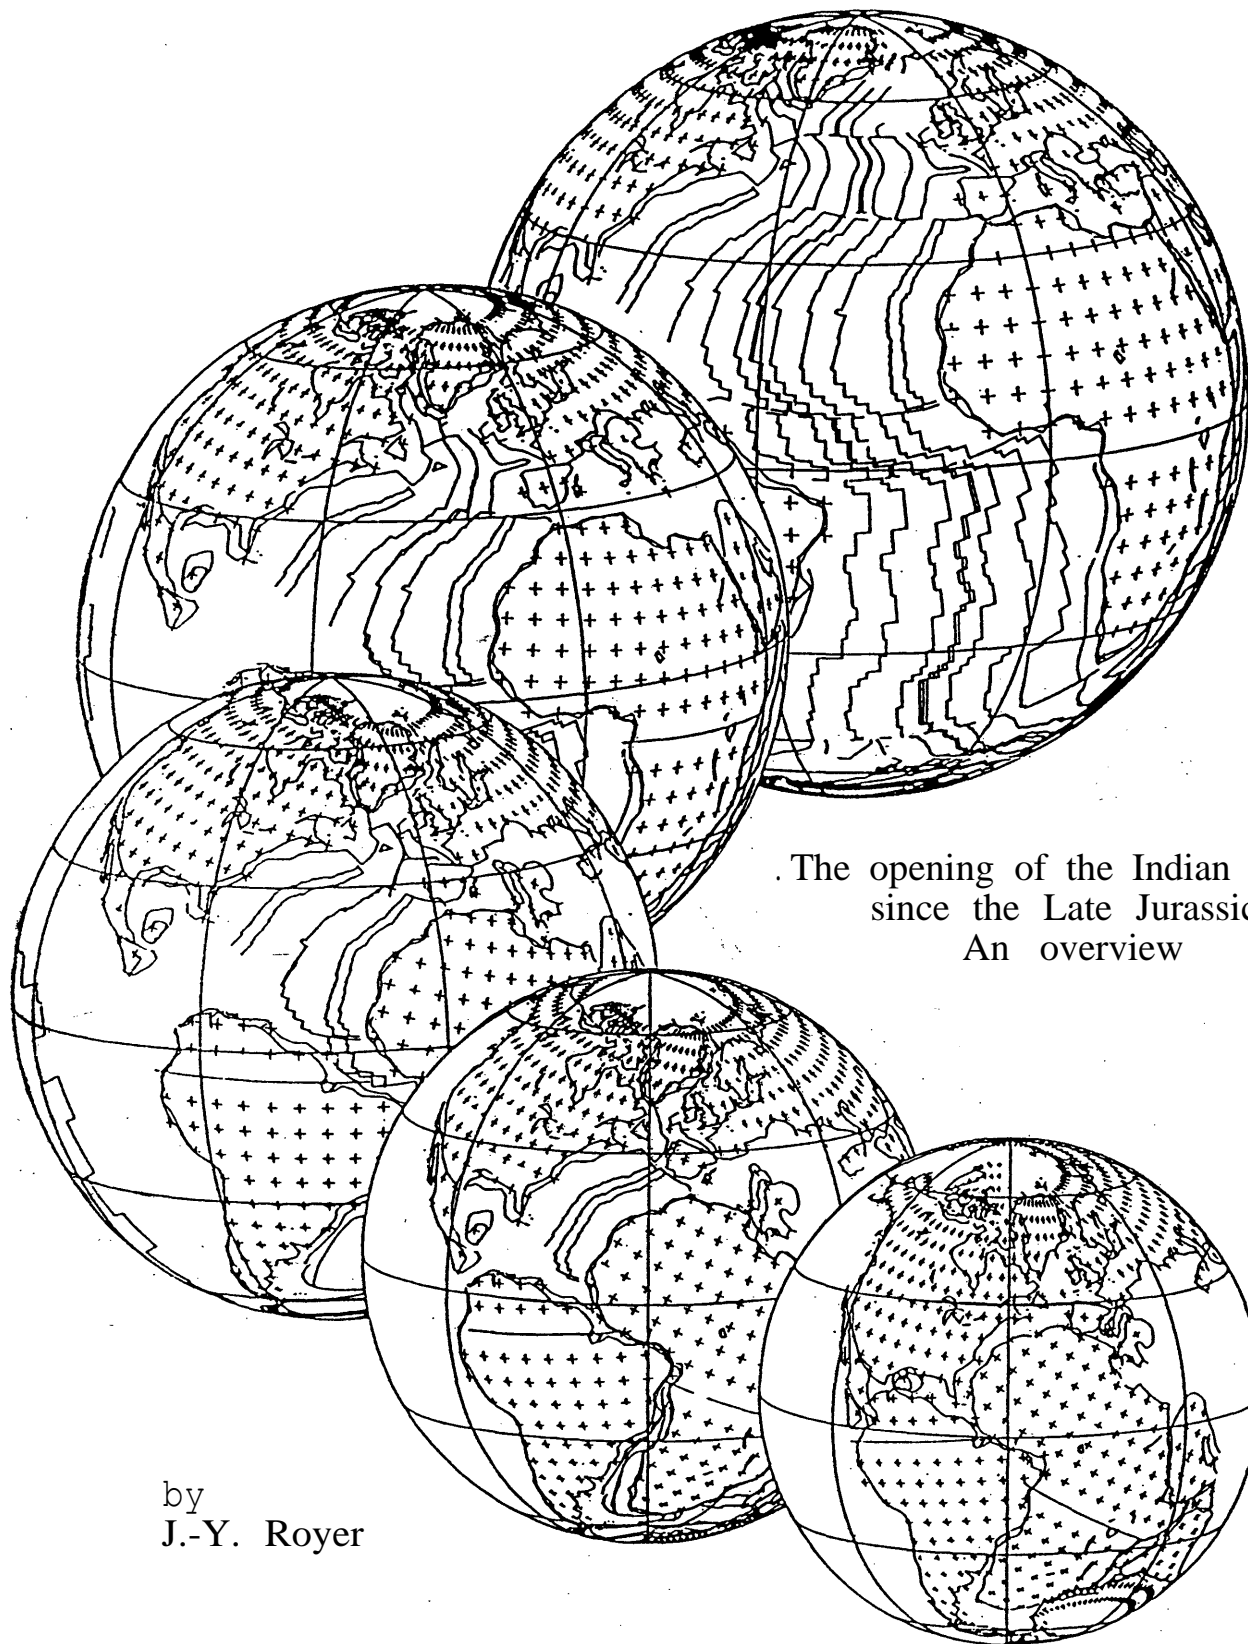 The opening of the Indian
since the Late Jurassic
An overview
by
J.-Y. Royer